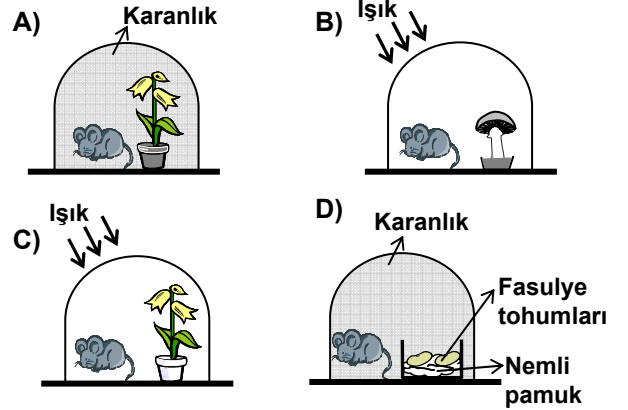 A)
Karanlık
B)
Işık
C)
Işık
D)
Karanlık
Fasulye
tohumları
Nemli
pamuk